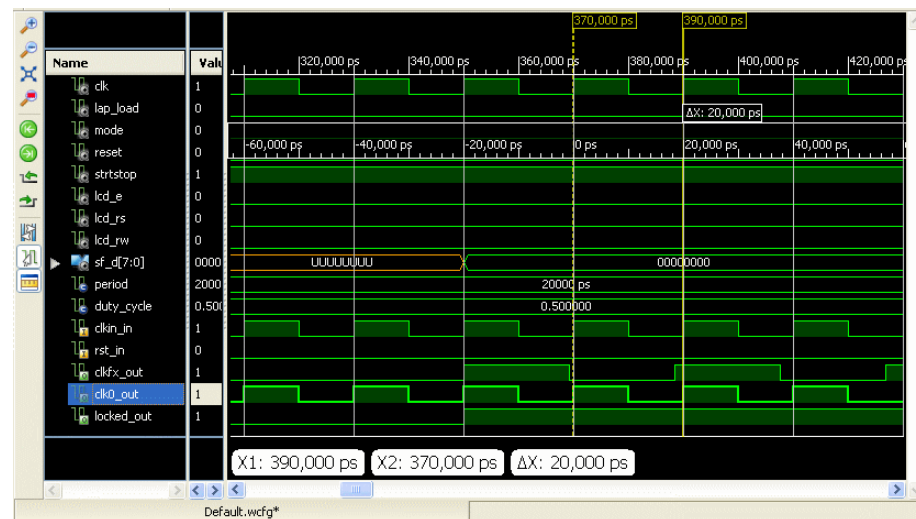 370,000 ps 390,000 ps
Name Valu
320,000 ps 340,000 ps 360,000 ps 380,000 ps 400,000 ps 420,000 ps
clk 1
lap_load 0
ΔX: 20,000 ps
mode 0
-60,000 ps -40,000 ps -20,000 ps 0 ps 20,000 ps 40,000 ps
reset 0
strtstop 1
lcd_e 0
lcd_rs 0
lcd_rw 0
sf_d[7:0] 0000 UUUUUUUU 00000000
period 2000 20000 ps
duty_cycle 0.500 0.500000
clkin_in 1
rst_in 0
clkfx_out 1
clk0_out 1
locked_out 1
X1: 390,000 ps X2: 370,000 ps ΔX: 20,000 ps
Default.wcfg*